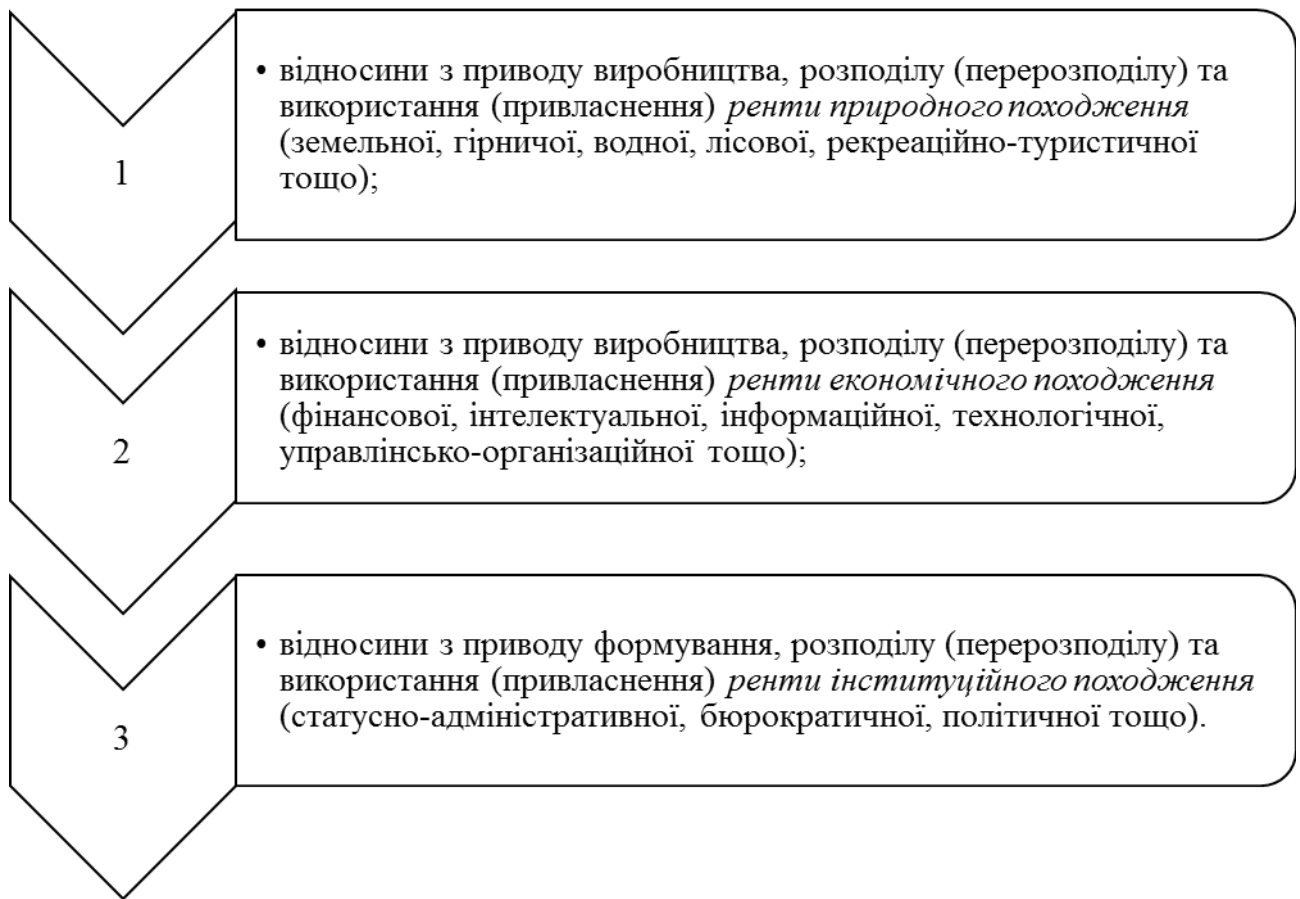 1
• відносини з приводу виробництва, розподілу (перерозподілу) та
використання (привласнення) ренти природного походження
(земельної, гірничої, водної, лісової, рекреаційно-туристичної
тощо);
2
• відносини з приводу виробництва, розподілу (перерозподілу) та
використання (привласнення) ренти економічного походження
(фінансової, інтелектуальної, інформаційної, технологічної,
управлінсько-організаційної тощо);
3
• відносини з приводу формування, розподілу (перерозподілу) та
використання (привласнення) ренти інституційного походження
(статусно-адміністративної, бюрократичної, політичної тощо).